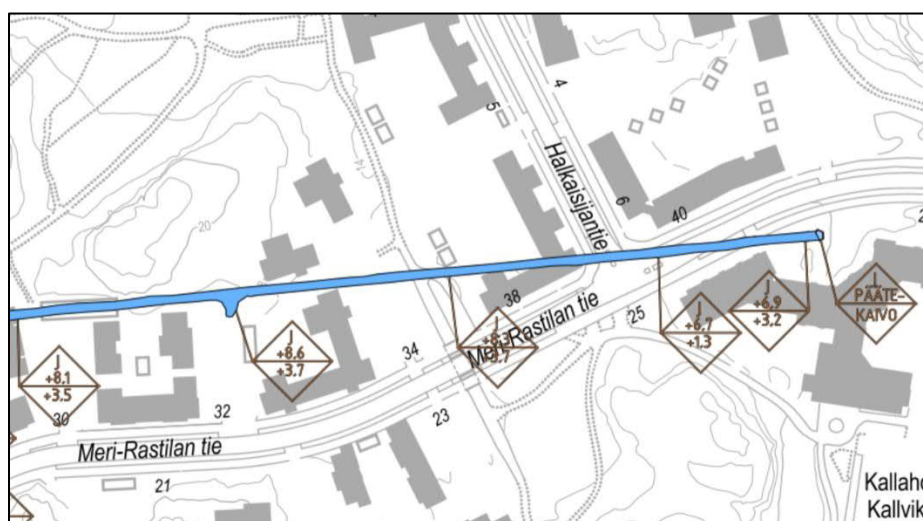 4
5
Halkaisijantie
6
40
2
20
38
Meri-Rastilan tie
25
34
23
32
30
Meri-Rastilan tie
21
J
+8.1
+3.5
J
+8.6
+3.7
J
J
+6.7
+1.3
J
+6.9
+3.2
PÄÄTE-
KAIVO
Kallaho
Kallvik